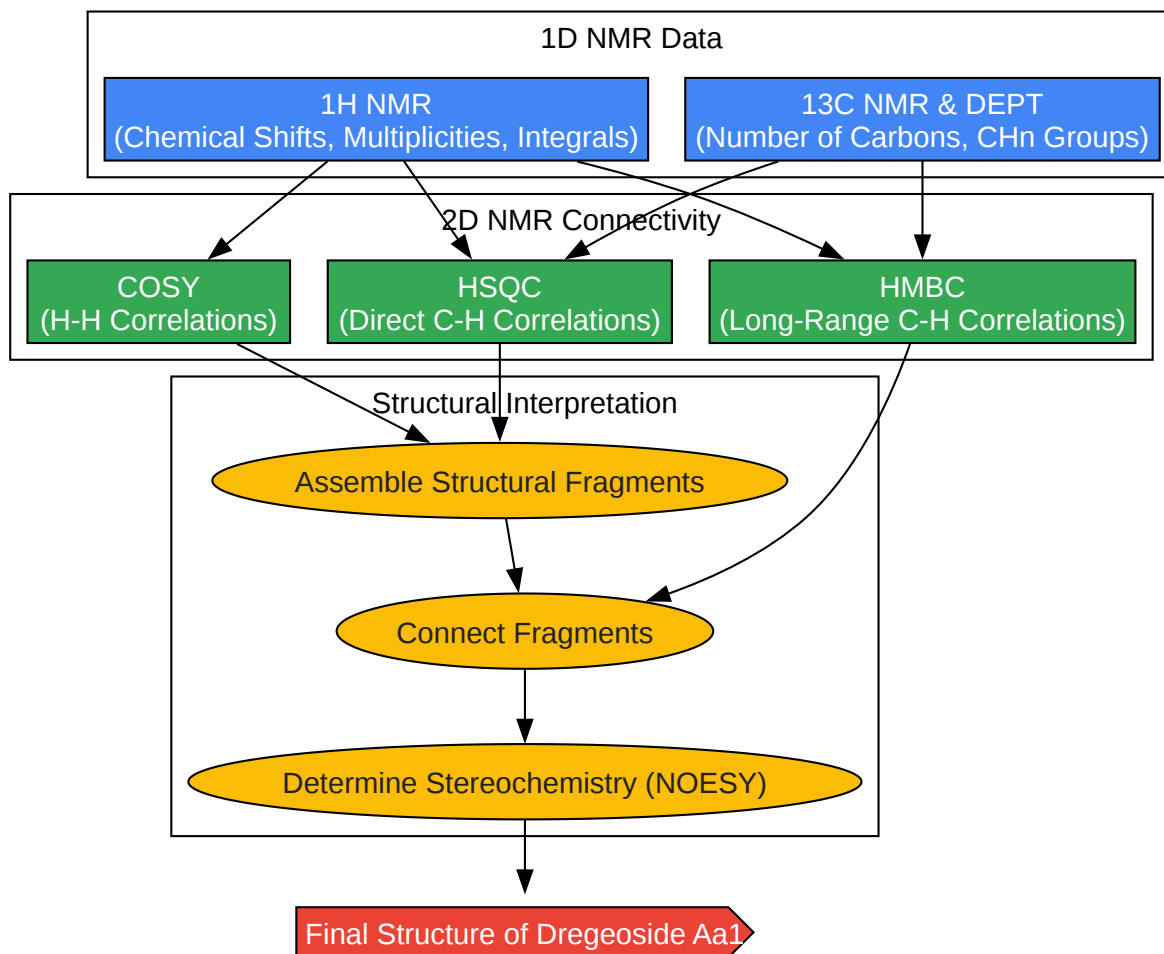 1D NMR Data
1H NMR
(Chemical Shifts, Multiplicities, Integrals)
13C NMR & DEPT
(Number of Carbons, CHn Groups)
2D NMR Connectivity
COSY
(H-H Correlations)
HSQC
(Direct C-H Correlations)
HMBC
(Long-Range C-H Correlations)
Structural Interpretation
Assemble Structural Fragments
Connect Fragments
Determine Stereochemistry (NOESY)
Final Structure of Dregeoside Aa1